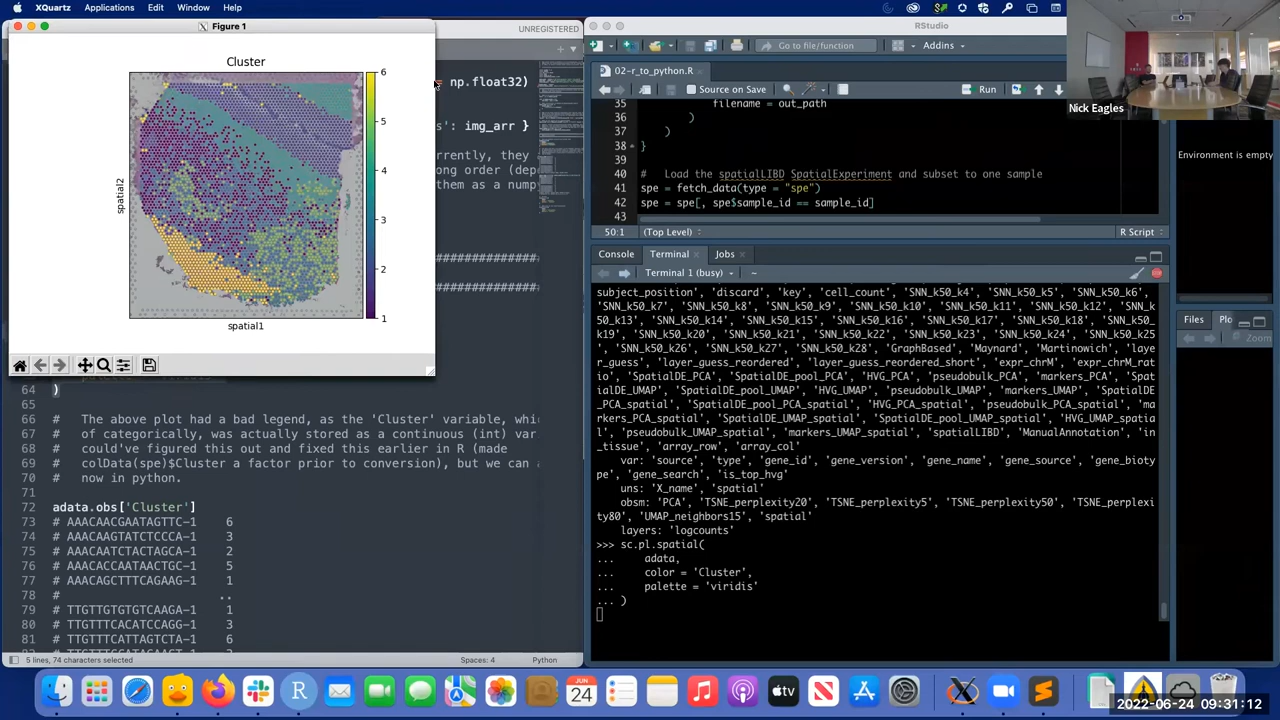 XQuartz Applications Edit Window Help
Figure 1
UNREGISTERED
Cluster
6
5
4
3
2
1
spatial2
spatial1
np.float32)
s': img_arr }
rrently, they
ong order (dep
them as a nump
##############
##############
64 )
65
66 # The above plot had a bad legend, as the 'Cluster' variable, whi
67 # of categorically, was actually stored as a continuous (int) var
68 # could've figured this out and fixed this earlier in R (made
69 # colData(spe)$Cluster a factor prior to conversion), but we can
70 # now in python.
71
72 adata.obs['Cluster']
73 # AAACAACGAATAGTTC-1 6
74 # AAACAAGTATCTCCCA-1 3
75 # AAACAATCTACTAGCA-1 2
76 # AAACACCAATAACTGC-1 5
77 # AAACAGCTTTCAGAAG-1 1
78 # ..
79 # TTGTTGTGTGTCAAGA-1 1
80 # TTGTTTCACATCCAGG-1 3
81 # TTGTTTCATTAGTCTA-1 6
5 lines, 74 characters selected
Spaces: 4
Python
RStudio
Go to file/function
Addins
02-r_to_python.R
Source on Save
Run
35 filename = out_path
36 )
37 )
38 }
39
40 # Load the spatialLIBD SpatialExperiment and subset to one sample
41 spe = fetch_data(type = "spe")
42 spe = spe[, spe$sample_id == sample_id]
43
50:1 (Top Level) R Script
Console Terminal Jobs
Terminal 1 (busy) ~
subject_position', 'discard', 'key', 'cell_count', 'SNN_k50_k4', 'SNN_k50_k5', 'SNN_k50_k6',
'SNN_k50_k7', 'SNN_k50_k8', 'SNN_k50_k9', 'SNN_k50_k10', 'SNN_k50_k11', 'SNN_k50_k12', 'SNN_k
50_k13', 'SNN_k50_k14', 'SNN_k50_k15', 'SNN_k50_k16', 'SNN_k50_k17', 'SNN_k50_k18', 'SNN_k50_
k19', 'SNN_k50_k20', 'SNN_k50_k21', 'SNN_k50_k22', 'SNN_k50_k23', 'SNN_k50_k24', 'SNN_k50_k25
', 'SNN_k50_k26', 'SNN_k50_k27', 'SNN_k50_k28', 'GraphBased', 'Maynard', 'Martinowich', 'laye
r_guess', 'layer_guess_reordered', 'layer_guess_reordered_short', 'expr_chrM', 'expr_chrM_rat
io', 'SpatialDE_PCA', 'SpatialDE_pool_PCA', 'HVG_PCA', 'pseudobulk_PCA', 'markers_PCA', 'Spat
ialDE_UMAP', 'SpatialDE_pool_UMAP', 'HVG_UMAP', 'pseudobulk_UMAP', 'markers_UMAP', 'SpatialDE
_PCA_spatial', 'SpatialDE_pool_PCA_spatial', 'HVG_PCA_spatial', 'pseudobulk_PCA_spatial', 'ma
rkers_PCA_spatial', 'SpatialDE_UMAP_spatial', 'SpatialDE_pool_UMAP_spatial', 'HVG_UMAP_spatia
l', 'pseudobulk_UMAP_spatial', 'markers_UMAP_spatial', 'spatialLIBD', 'ManualAnnotation', 'in
_tissue', 'array_row', 'array_col'
var: 'source', 'type', 'gene_id', 'gene_version', 'gene_name', 'gene_source', 'gene_bioty
pe', 'gene_search', 'is_top_hvg'
uns: 'X_name', 'spatial'
obsm: 'PCA', 'TSNE_perplexity20', 'TSNE_perplexity5', 'TSNE_perplexity50', 'TSNE_perplexi
ty80', 'UMAP_neighbors15', 'spatial'
layers: 'logcounts'
>>> sc.pl.spatial(
... adata,
... color = 'Cluster',
... palette = 'viridis'
... )
Nick Eagles
Environment is empty
Files Plo
Zoom
JUN
24
tv
2022-06-24 09:31:12